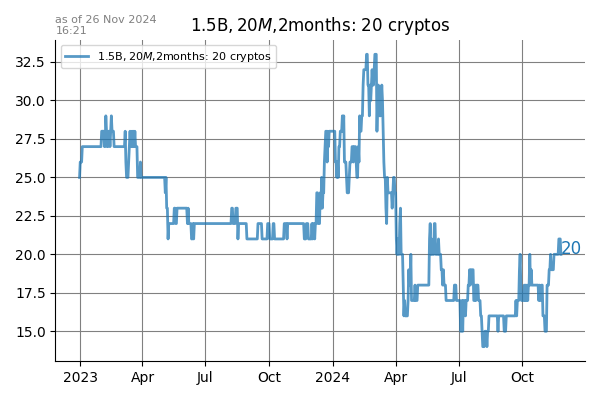 as of 26 Nov 2024
16:21
1.5B,20M,2months: 20 cryptos
1.5B,20M,2months: 20 cryptos
32.5
30.0
27.5
25.0
22.5
20.0
17.5
15.0
20
2023 Apr Jul Oct 2024 Apr Jul Oct